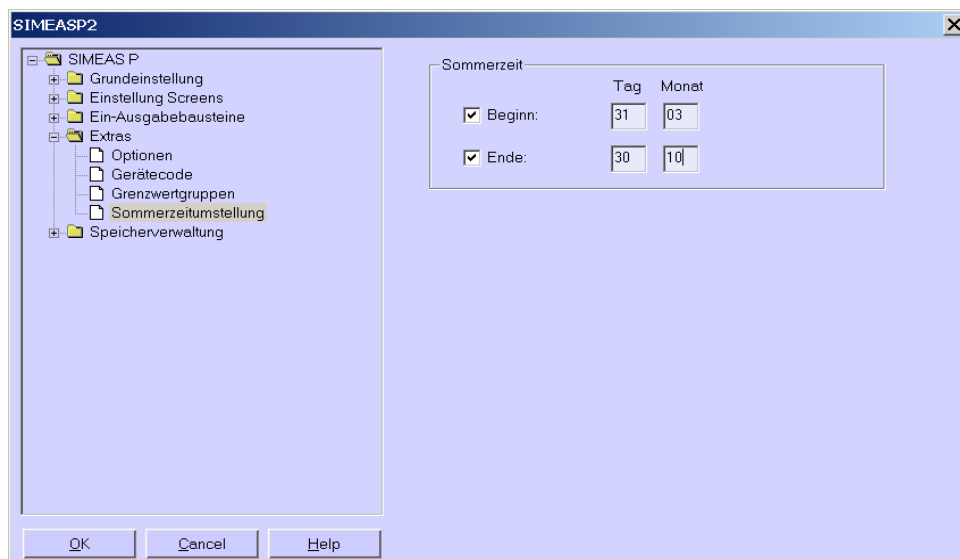 SIMEASP2
SIMEAS P
Grundeinstellung
Einstellung Screens
Ein-Ausgabebausteine
Extras
Optionen
Gerätecode
Grenzwertgruppen
Sommerzeitumstellung
Speicherverwaltung
Sommerzeit
Tag Monat
Beginn: 31 03
Ende: 30 10
OK Cancel Help